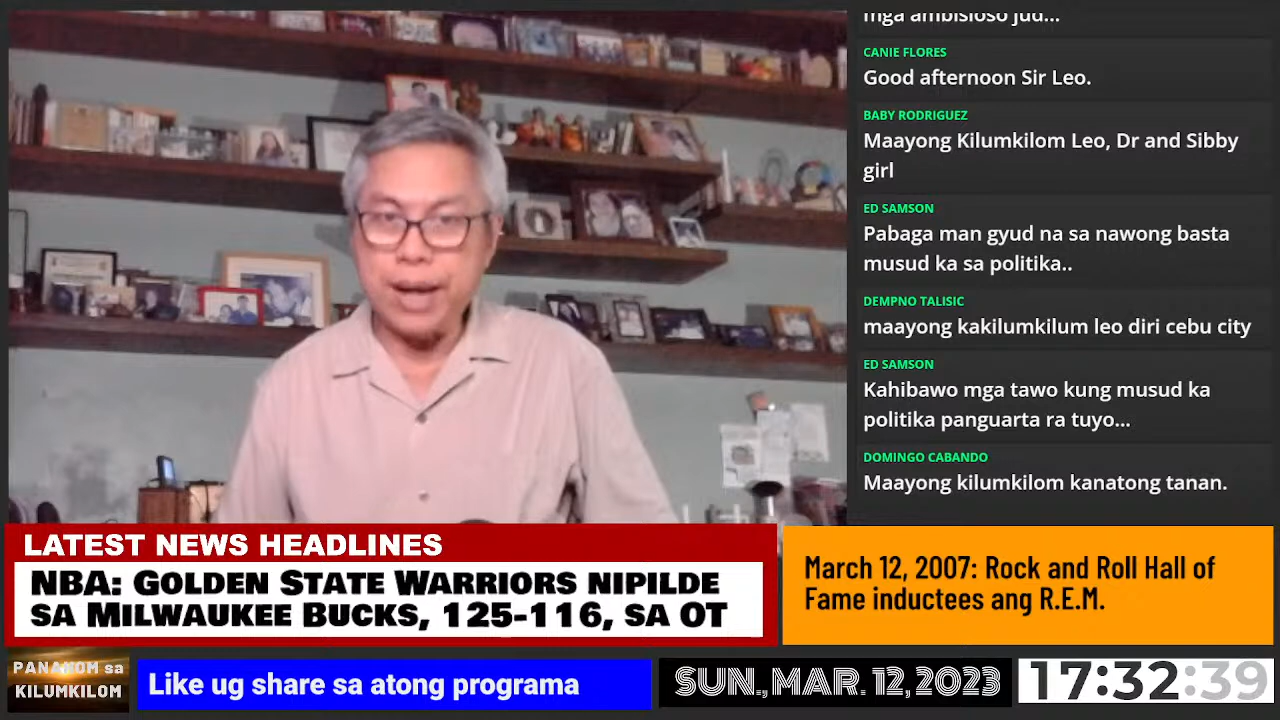 mga ambisioso jud...
CANIE FLORES
Good afternoon Sir Leo.
BABY RODRIGUEZ
Maayong Kilumkilom Leo, Dr and Sibby
girl
ED SAMSON
Pabaga man gyud na sa nawong basta
musud ka sa politika..
DEMPNO TALISIC
maayong kakilumkilum leo diri cebu city
ED SAMSON
Kahibawo mga tawo kung musud ka
politika panguarta ra tuyo...
DOMINGO CABANDO
Maayong kilumkilom kanatong tanan.
LATEST NEWS HEADLINES
NBA: GOLDEN STATE WARRIORS NIPILDE
SA MILWAUKEE BUCKS, 125-116, SA OT
March 12, 2007: Rock and Roll Hall of
Fame inductees ang R.E.M.
PANAHOM sa
KILUMKILOM
Like ug share sa atong programa
SUN., MAR. 12, 2023
17:32:39